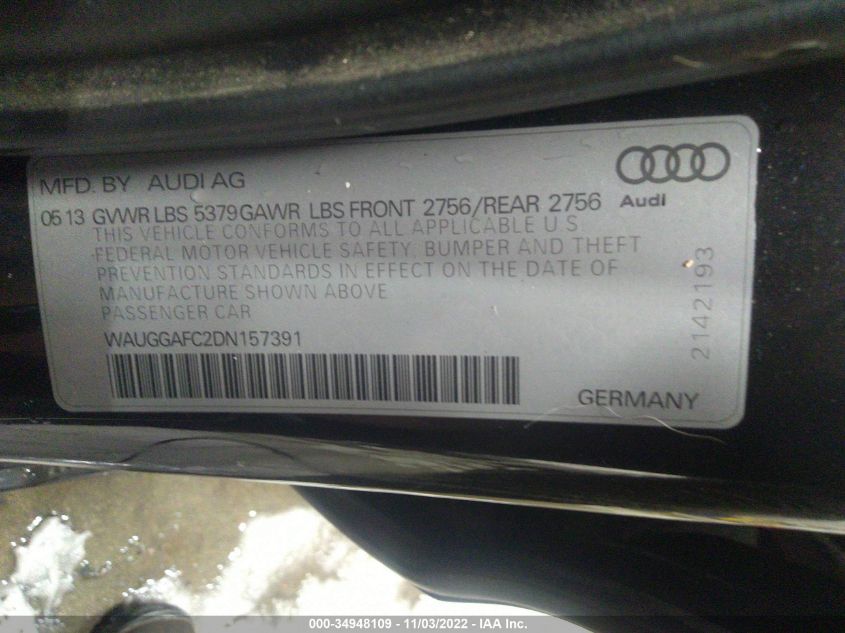 MFD. BY AUDI AG
Audi
05 13 GVWR LBS 5379 GAWR LBS FRONT 2756/REAR 2756
THIS VEHICLE CONFORMS TO ALL APPLICABLE U S
FEDERAL MOTOR VEHICLE SAFETY, BUMPER AND THEFT
PREVENTION STANDARDS IN EFFECT ON THE DATE OF
MANUFACTURE SHOWN ABOVE
PASSENGER CAR
WAUGGAFC2DN157391
2142193
GERMANY
000-34948109 - 11/03/2022 - IAA Inc.